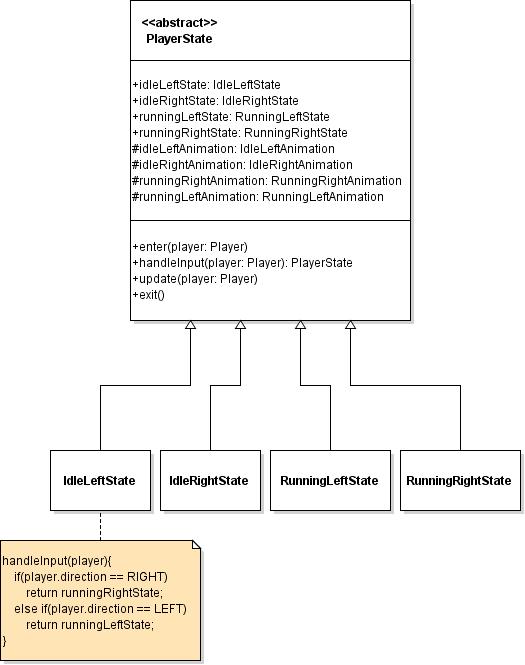 <<abstract>>
PlayerState
+idleLeftState: IdleLeftState
+idleRightState: IdleRightState
+runningLeftState: RunningLeftState
+runningRightState: RunningRightState
#idleLeftAnimation: IdleLeftAnimation
#idleRightAnimation: IdleRightAnimation
#runningRightAnimation: RunningRightAnimation
#runningLeftAnimation: RunningLeftAnimation
+enter(player: Player)
+handleInput(player: Player): PlayerState
+update(player: Player)
+exit()
IdleLeftState
IdleRightState
RunningLeftState
RunningRightState
handleInput(player){
if(player.direction == RIGHT)
return runningRightState;
else if(player.direction == LEFT)
return runningLeftState;
}